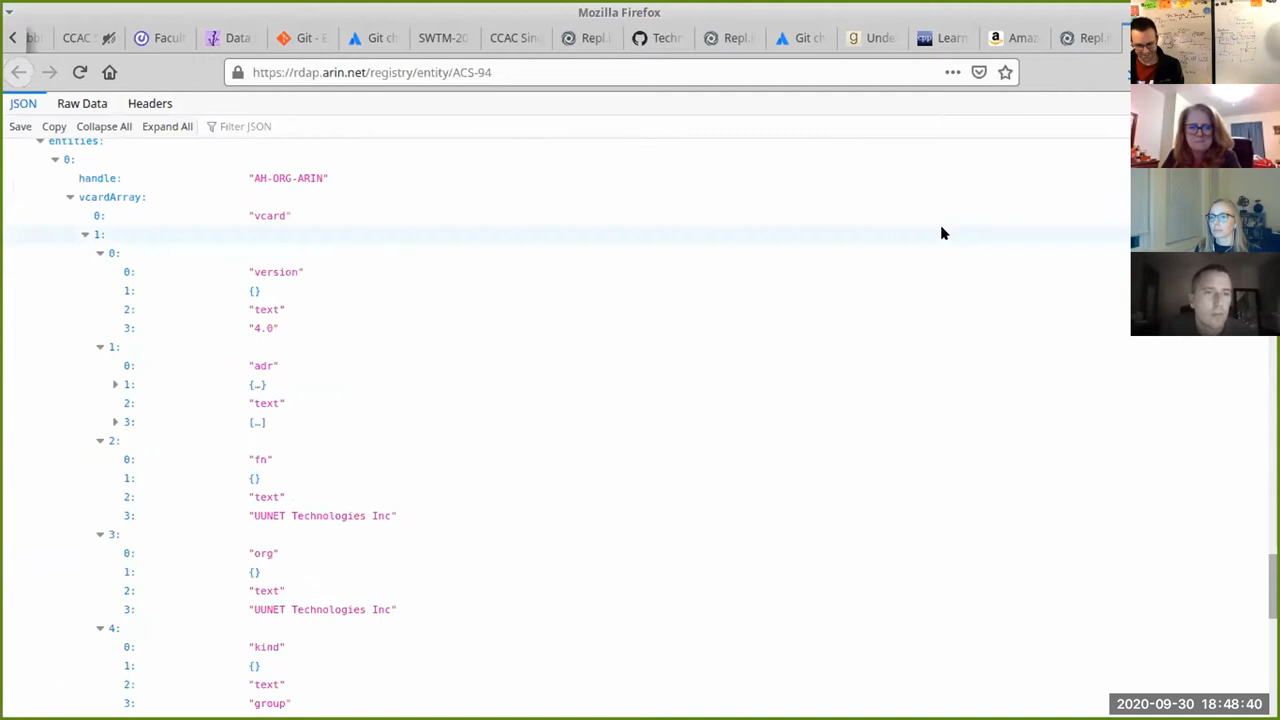 Mozilla Firefox
CCAC Facul Data Git - E Git ch SWIM CCAC Sin Repl. Techr Repl. Git ch Unde Learn Amaz Repl.
https://rdap.arin.net/registry/entity/ACS-94
JSON Raw Data Headers
Save Copy Collapse All Expand All Filter JSON
entities:
0:
handle: "AH-ORG-ARIN"
vcardArray:
0: "vcard"
1:
0:
0: "version"
1: {}
2: "text"
3: "4.0"
1:
0: "adr"
1: {…}
2: "text"
3: […]
2:
0: "fn"
1: {}
2: "text"
3: "UUNET Technologies Inc"
3:
0: "org"
1: {}
2: "text"
3: "UUNET Technologies Inc"
4:
0: "kind"
1: {}
2: "text"
3: "group"
2020-09-30 18:48:40